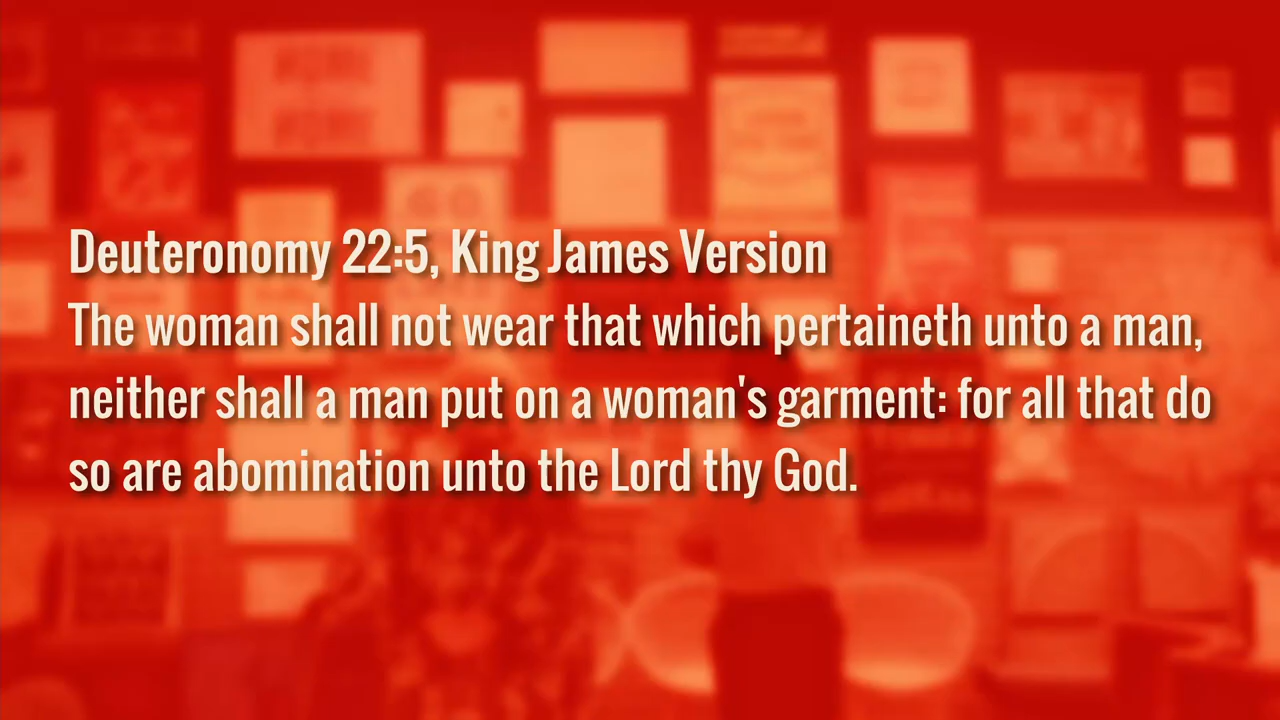 Deuteronomy 22:5, King James Version
The woman shall not wear that which pertaineth unto a man,
neither shall a man put on a woman's garment: for all that do
so are abomination unto the Lord thy God.